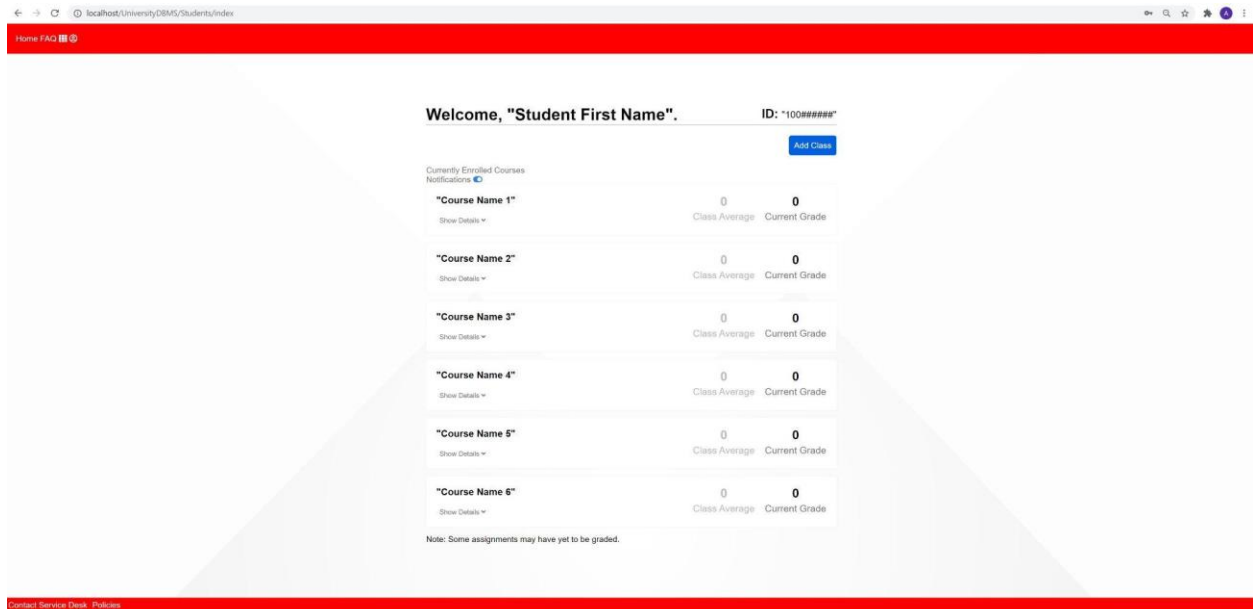 localhost/UniversityDBMS/Students/index
A
Home FAQ
Welcome, "Student First Name".
ID: "100######"
Add Class
Currently Enrolled Courses
Notifications
"Course Name 1"
0 0
Show Details
Class Average Current Grade
"Course Name 2"
0 0
Show Details
Class Average Current Grade
"Course Name 3"
0 0
Show Details
Class Average Current Grade
"Course Name 4"
0 0
Show Details
Class Average Current Grade
"Course Name 5"
0 0
Show Details
Class Average Current Grade
"Course Name 6"
0 0
Show Details
Class Average Current Grade
Note: Some assignments may have yet to be graded.
Contact Service Desk Policies